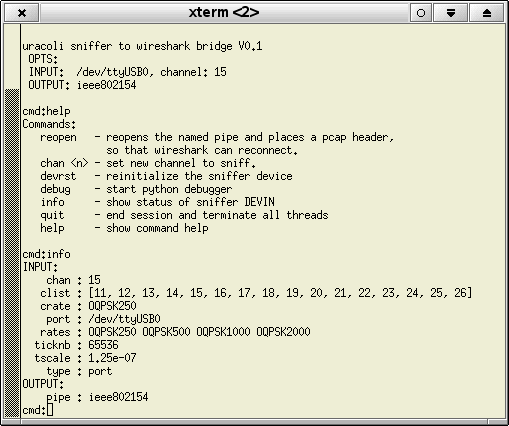 xterm <2>
uracoli sniffer to wireshark bridge V0.1
OPTS:
INPUT:  /dev/ttyUSB0, channel: 15
OUTPUT: ieee802154
cmd:help
Commands:
reopen   - reopens the named pipe and places a pcap header,
so that wireshark can reconnect.
chan <n> - set new channel to sniff.
devrst   - reinitialize the sniffer device
debug    - start python debugger
info     - show status of sniffer DEVIN
quit     - end session and terminate all threads
help     - show command help
cmd:info
INPUT:
chan : 15
clist : [11, 12, 13, 14, 15, 16, 17, 18, 19, 20, 21, 22, 23, 24, 25, 26]
crate : OQPSK250
port : /dev/ttyUSB0
rates : OQPSK250 OQPSK500 OQPSK1000 OQPSK2000
ticknb : 65536
tscale : 1.25e-07
type : port
OUTPUT:
pipe : ieee802154
cmd: